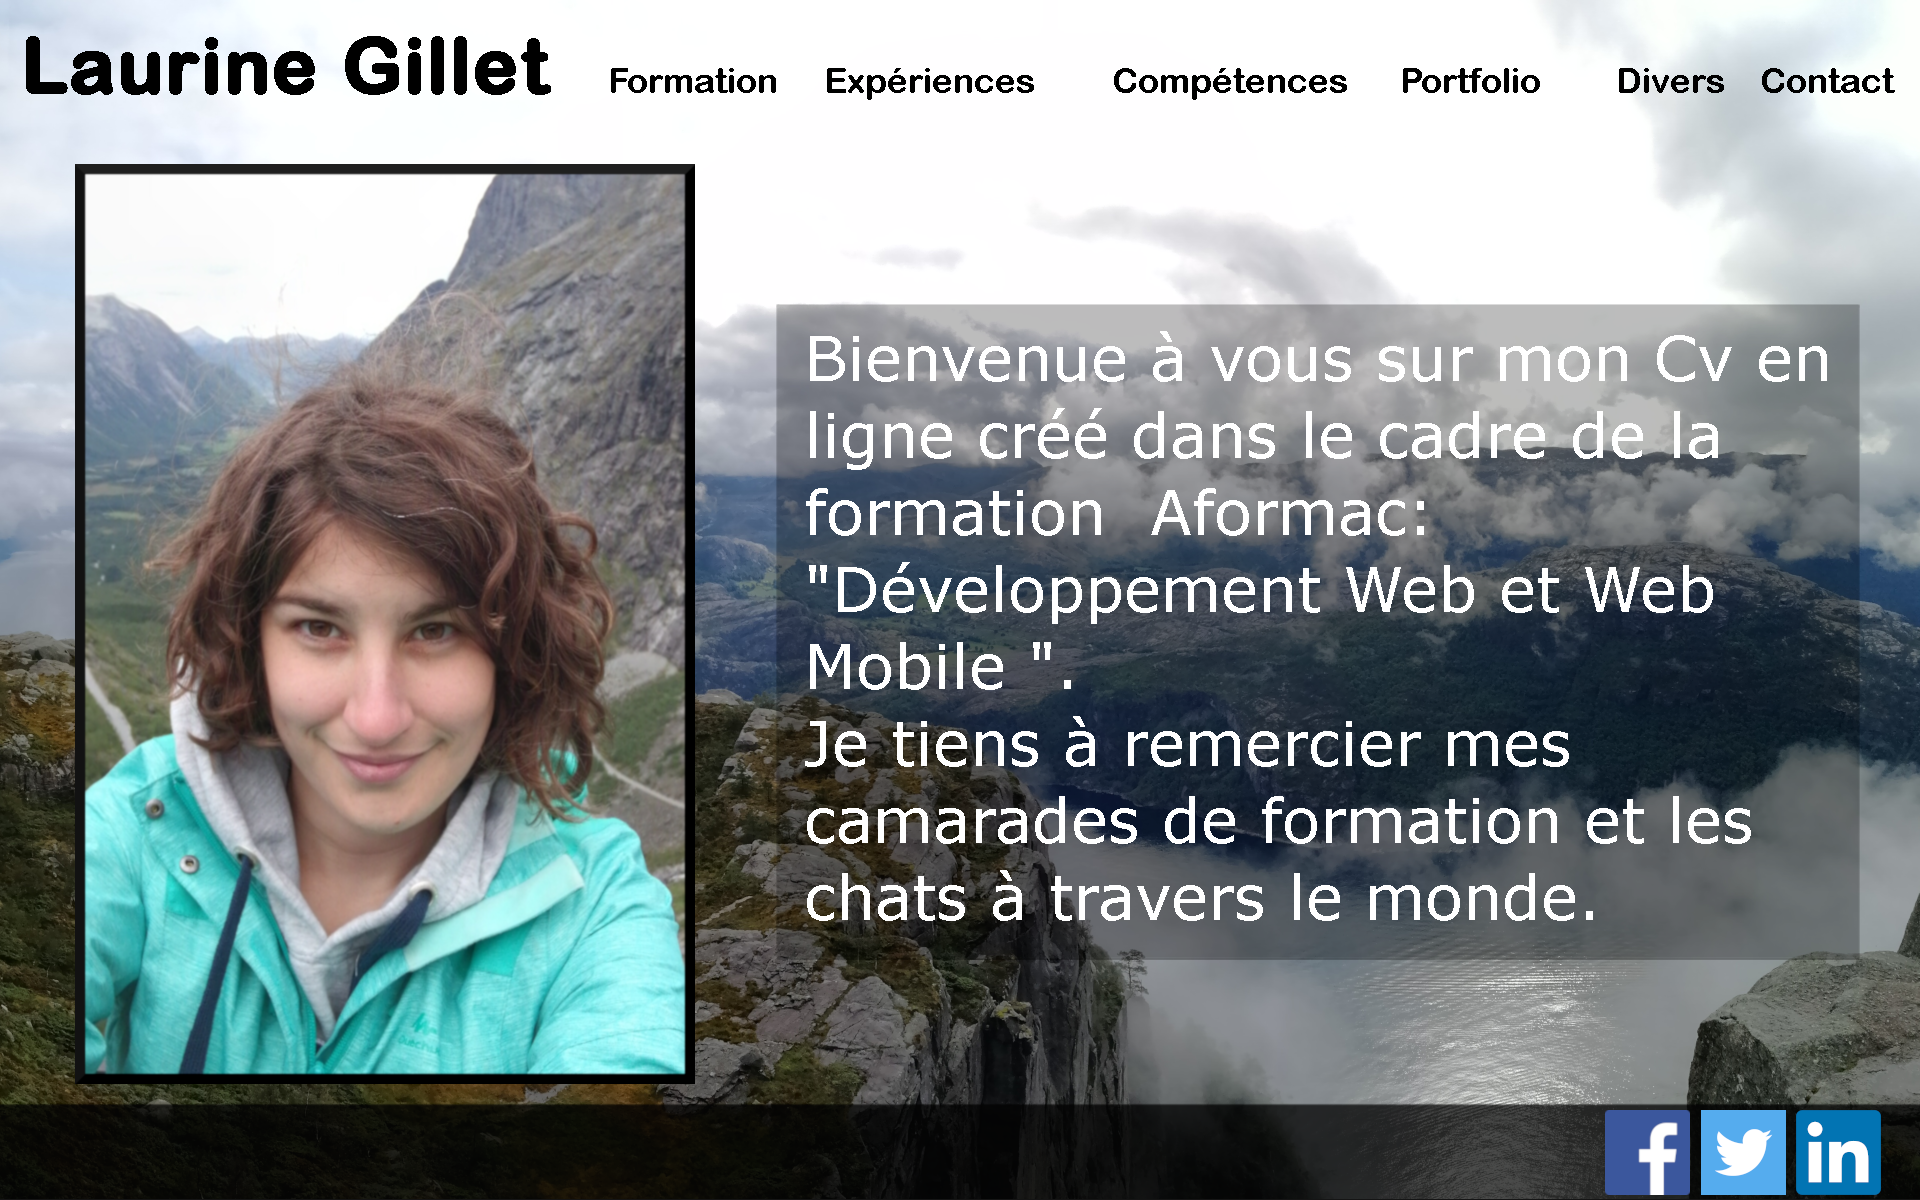 Laurine Gillet Formation Expériences Compétences Portfolio Divers Contact
Bienvenue à vous sur mon Cv en
ligne créé dans le cadre de la
formation Aformac:
"Développement Web et Web
Mobile ".
Je tiens à remercier mes
camarades de formation et les
chats à travers le monde.
f
in